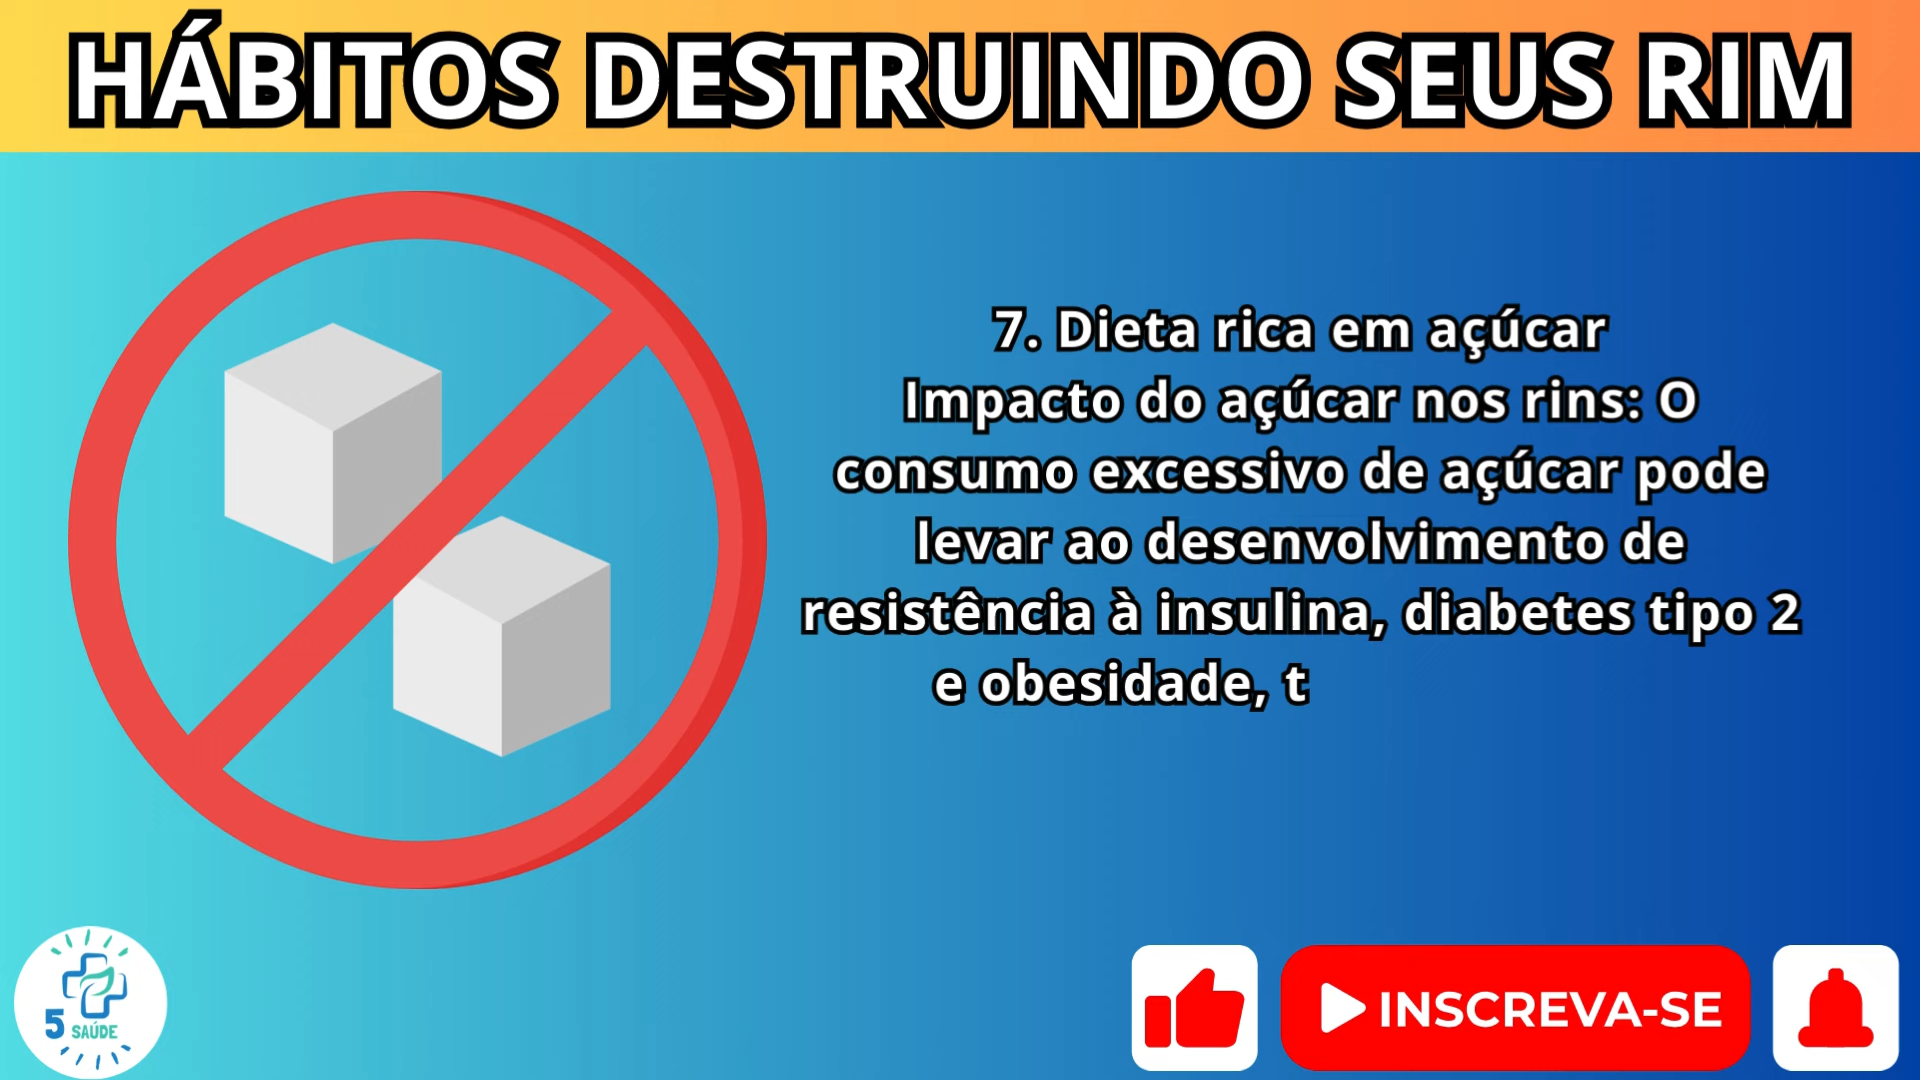 HÁBITOS DESTRUINDO SEUS RIM
7. Dieta rica em açúcar
Impacto do açúcar nos rins: O
consumo excessivo de açúcar pode
levar ao desenvolvimento de
resistência à insulina, diabetes tipo 2
e obesidade, t
5 SAÚDE
INSCREVA-SE